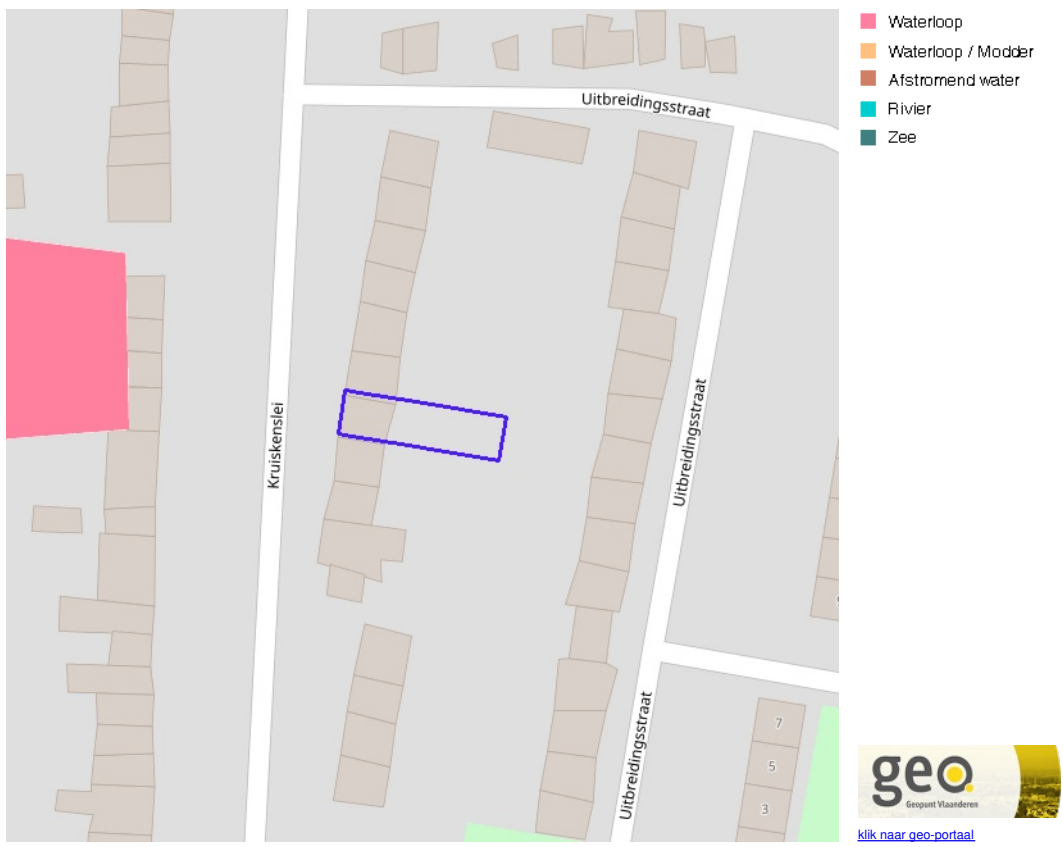 Waterloop
Waterloop / Modder
Afstromend water
Rivier
Zee
Uitbreidingsstraat
Kruiskenslei
Uitbreidingsstraat
Uitbreidingsstraat
7
5
3
geo
Geopunt Vlaanderen
klik naar geo-portaal